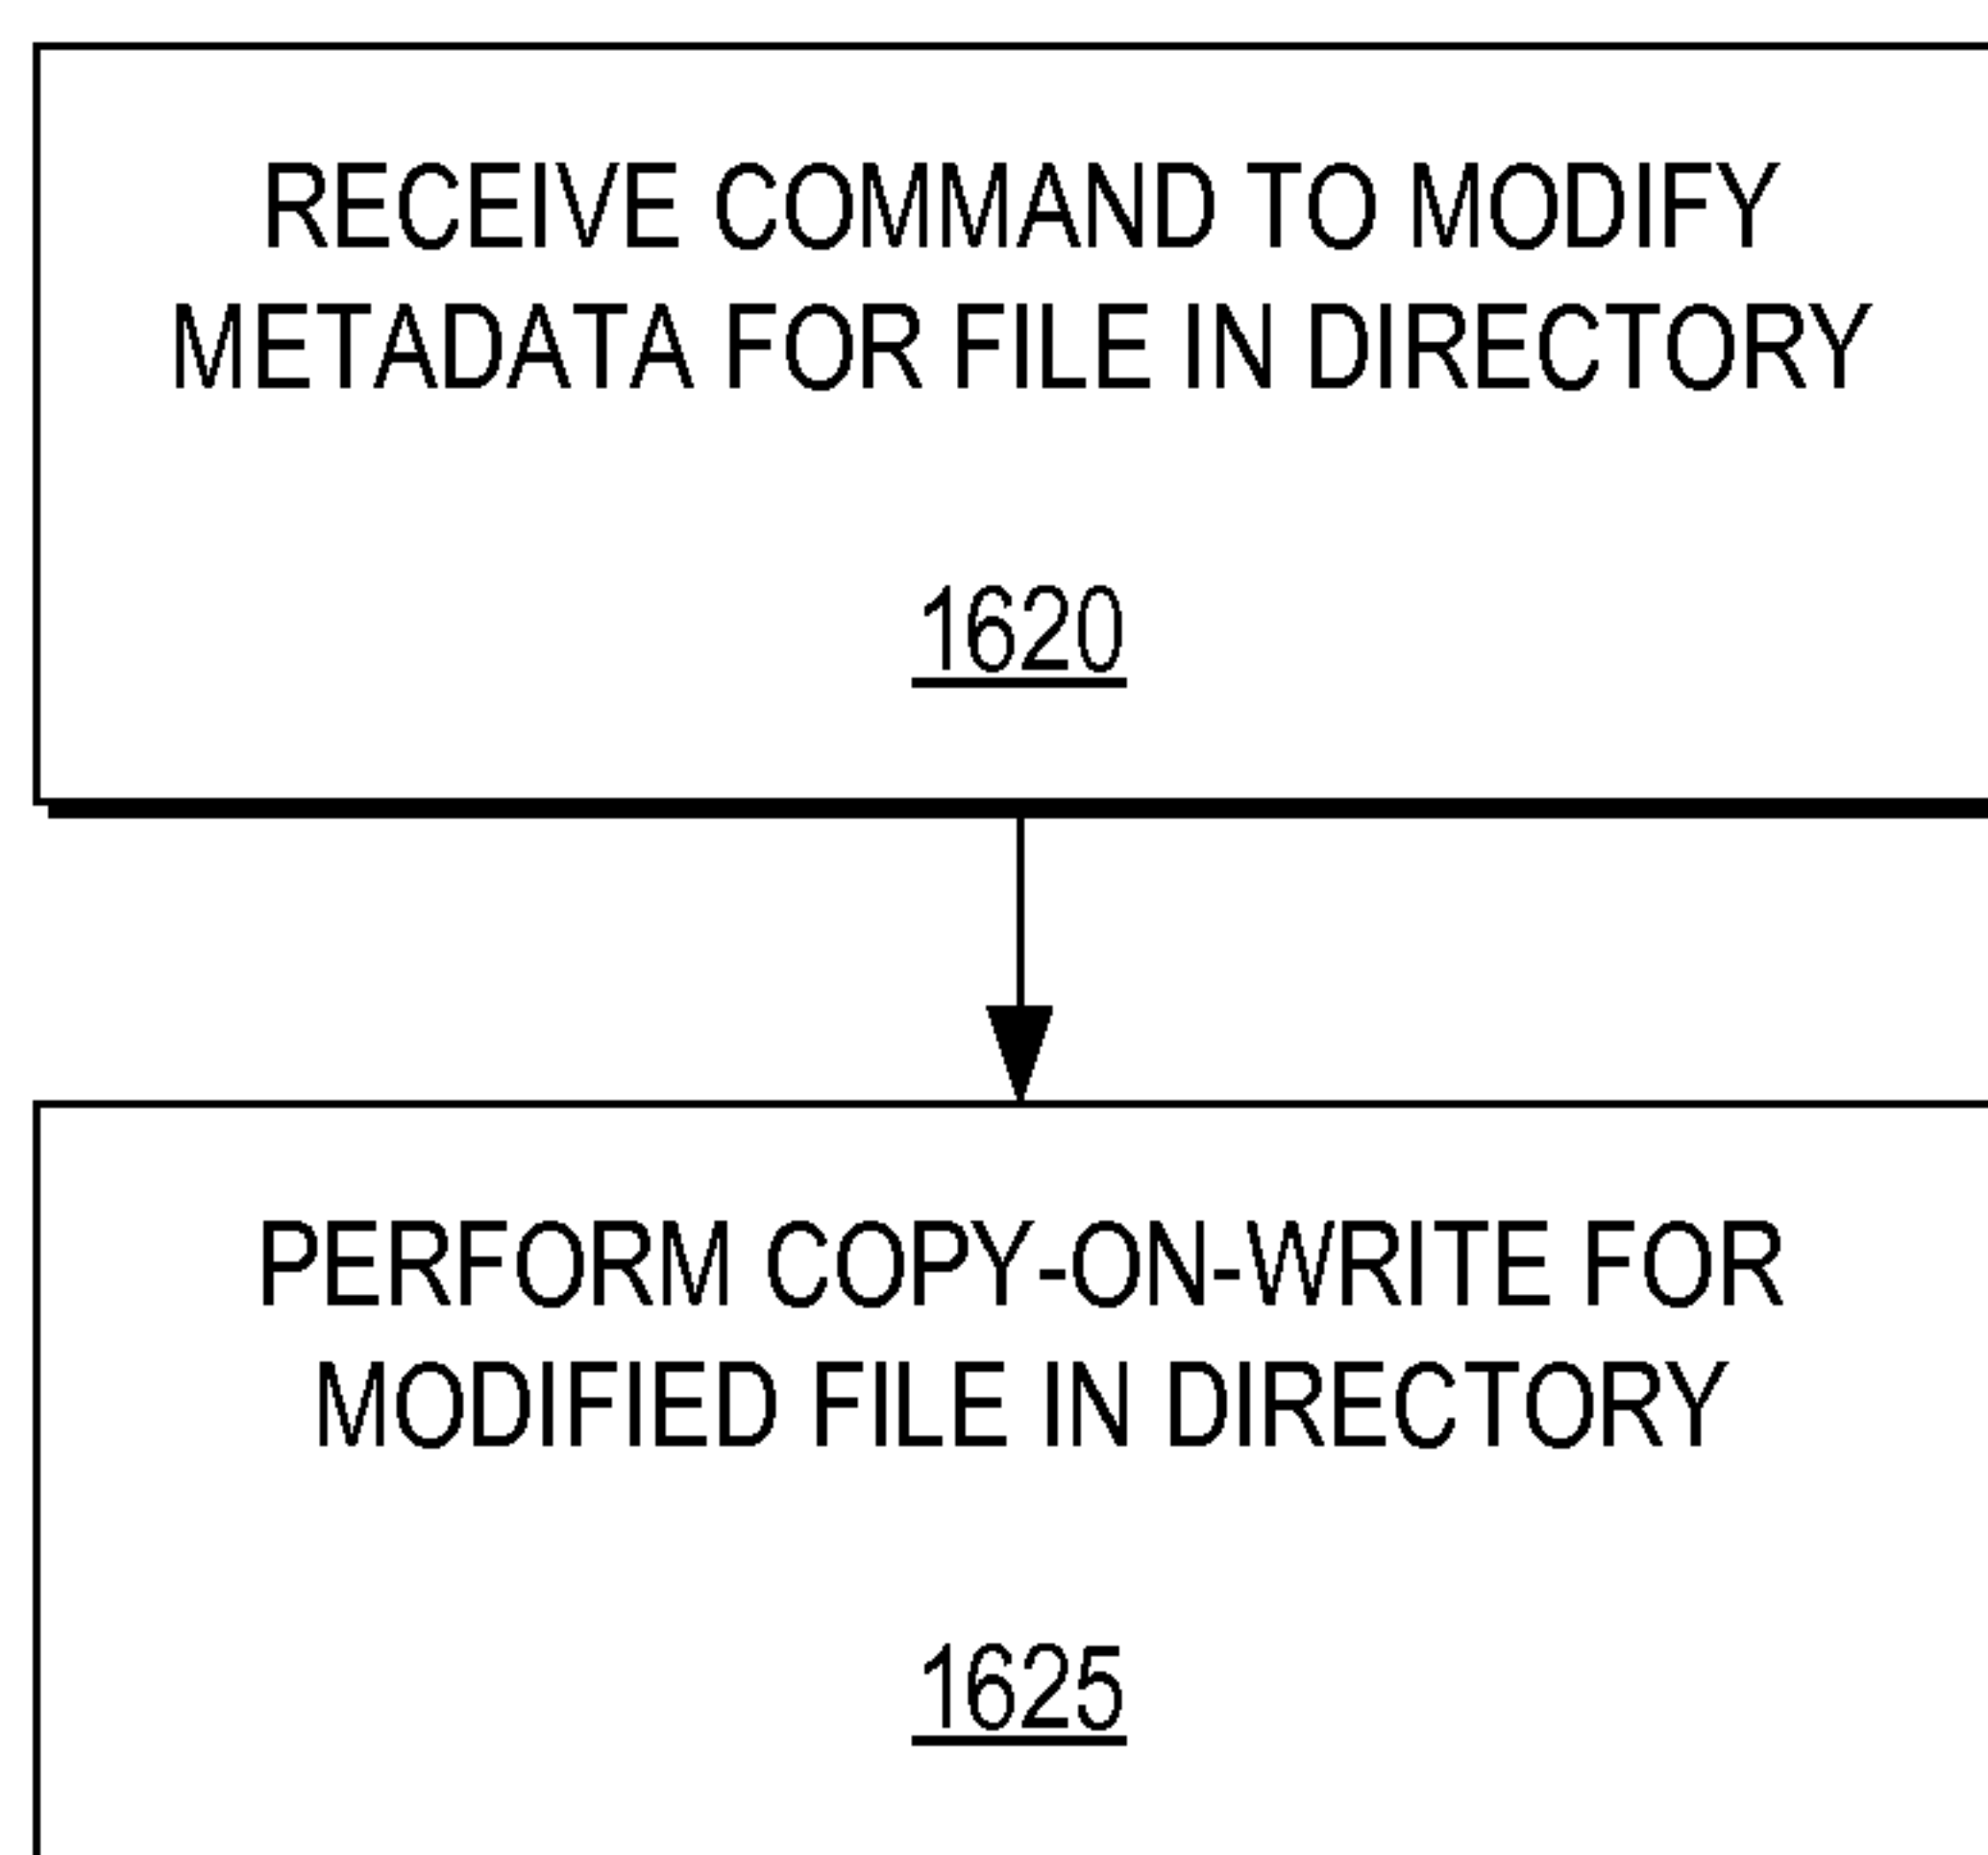 RECEIVE COMMAND TO MODIFY
METADATA FOR FILE IN DIRECTORY
1620
PERFORM COPY-ON-WRITE FOR
MODIFIED FILE IN DIRECTORY
1625